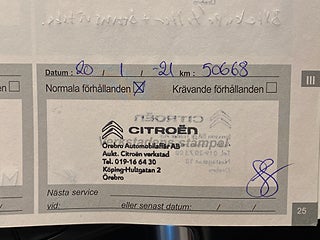 Datum : 20 / 1 / -21 km : 50668
Normala förhållanden ☒ Krävande förhållanden ☐
CITROËN
Örebro Automobilaffär AB
Aukt. Citroën verkstad
Tel. 019-16 64 30
Köping-Hultgatan 2
Örebro
Nästa service
vid: / eller senast datum: / /
III
25